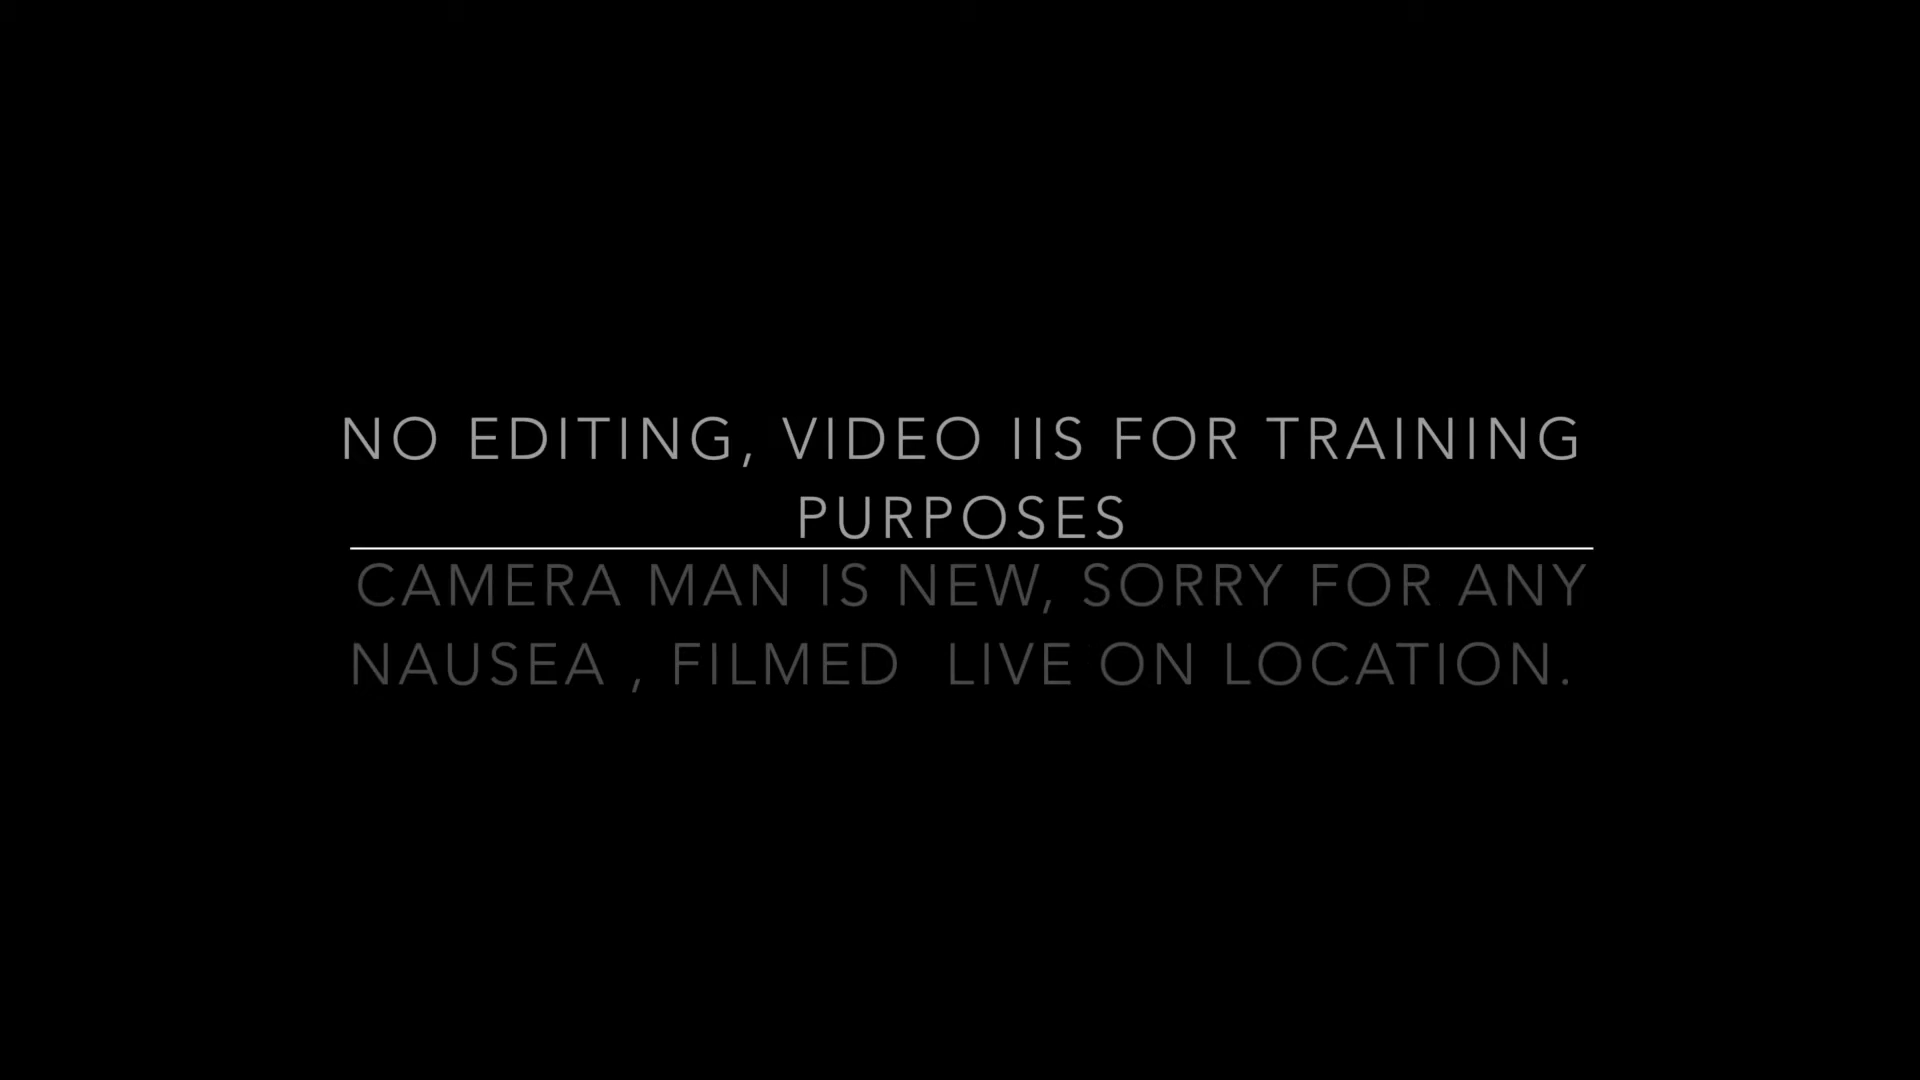 NO EDITING, VIDEO IIS FOR TRAINING
PURPOSES
CAMERA MAN IS NEW, SORRY FOR ANY
NAUSEA , FILMED  LIVE ON LOCATION.